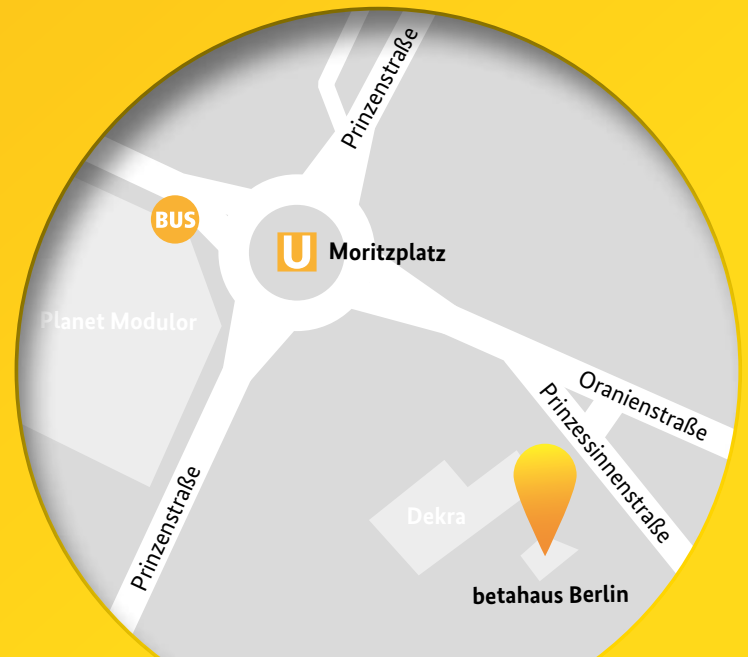 Prinzenstraße
BUS
U
Moritzplatz
Planet Modulor
Oranienstraße
Prinzessinnenstraße
Prinzenstraße
Dekra
betahaus Berlin